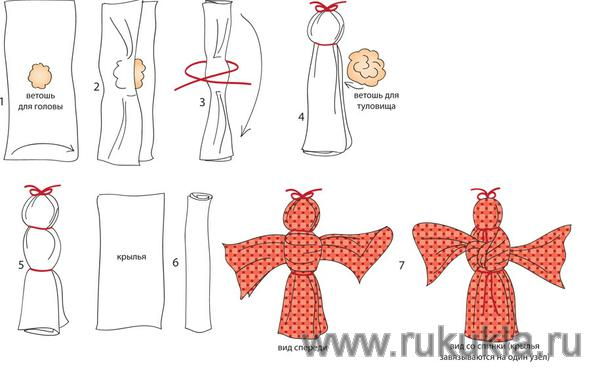 1
ветошь
для головы
2
3
4
ветошь для
туловища
5
крылья
6
7
вид спереди
вид со спинки (крылья
завязываются на один узел)
www.rukukla.ru